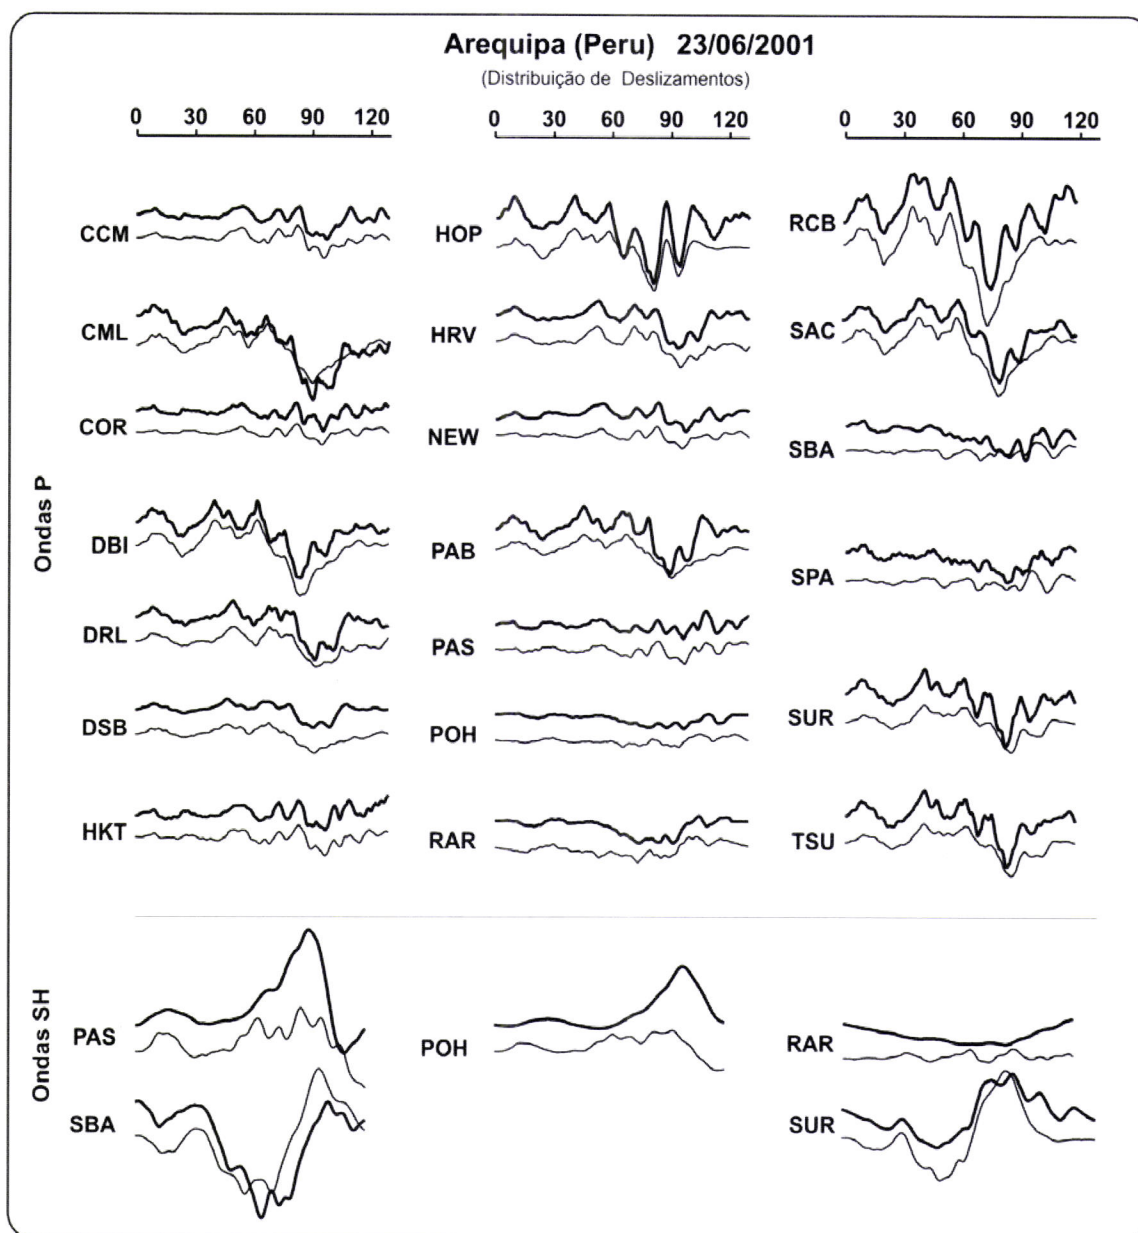 Arequipa (Peru) 23/06/2001
(Distribuição de Deslizamentos)
0 30 60 90 120
0 30 60 90 120
0 30 60 90 120
Ondas P
CCM
CML
COR
DBI
DRL
DSB
HKT
HOP
HRV
NEW
PAB
PAS
POH
RAR
RCB
SAC
SBA
SPA
SUR
TSU
Ondas SH
PAS
SBA
POH
RAR
SUR